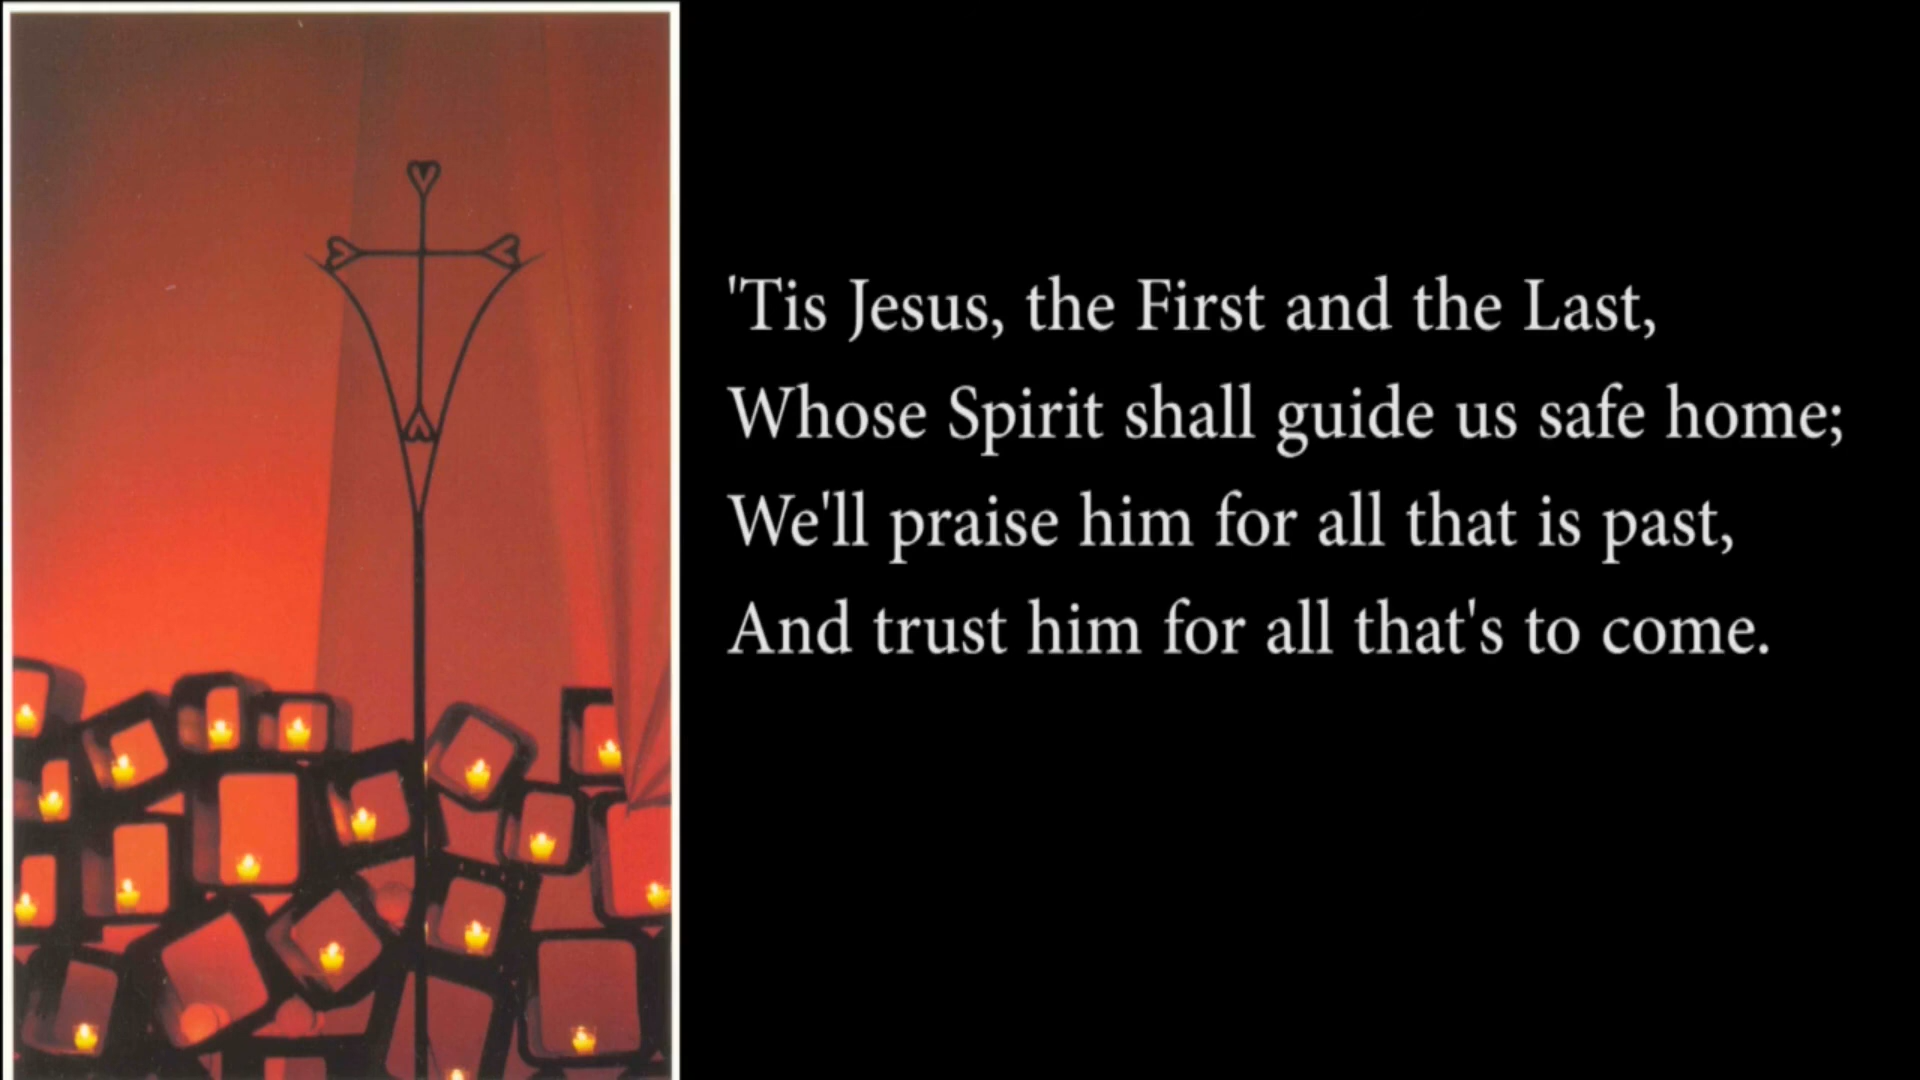 'Tis Jesus, the First and the Last,
Whose Spirit shall guide us safe home;
We'll praise him for all that is past,
And trust him for all that's to come.